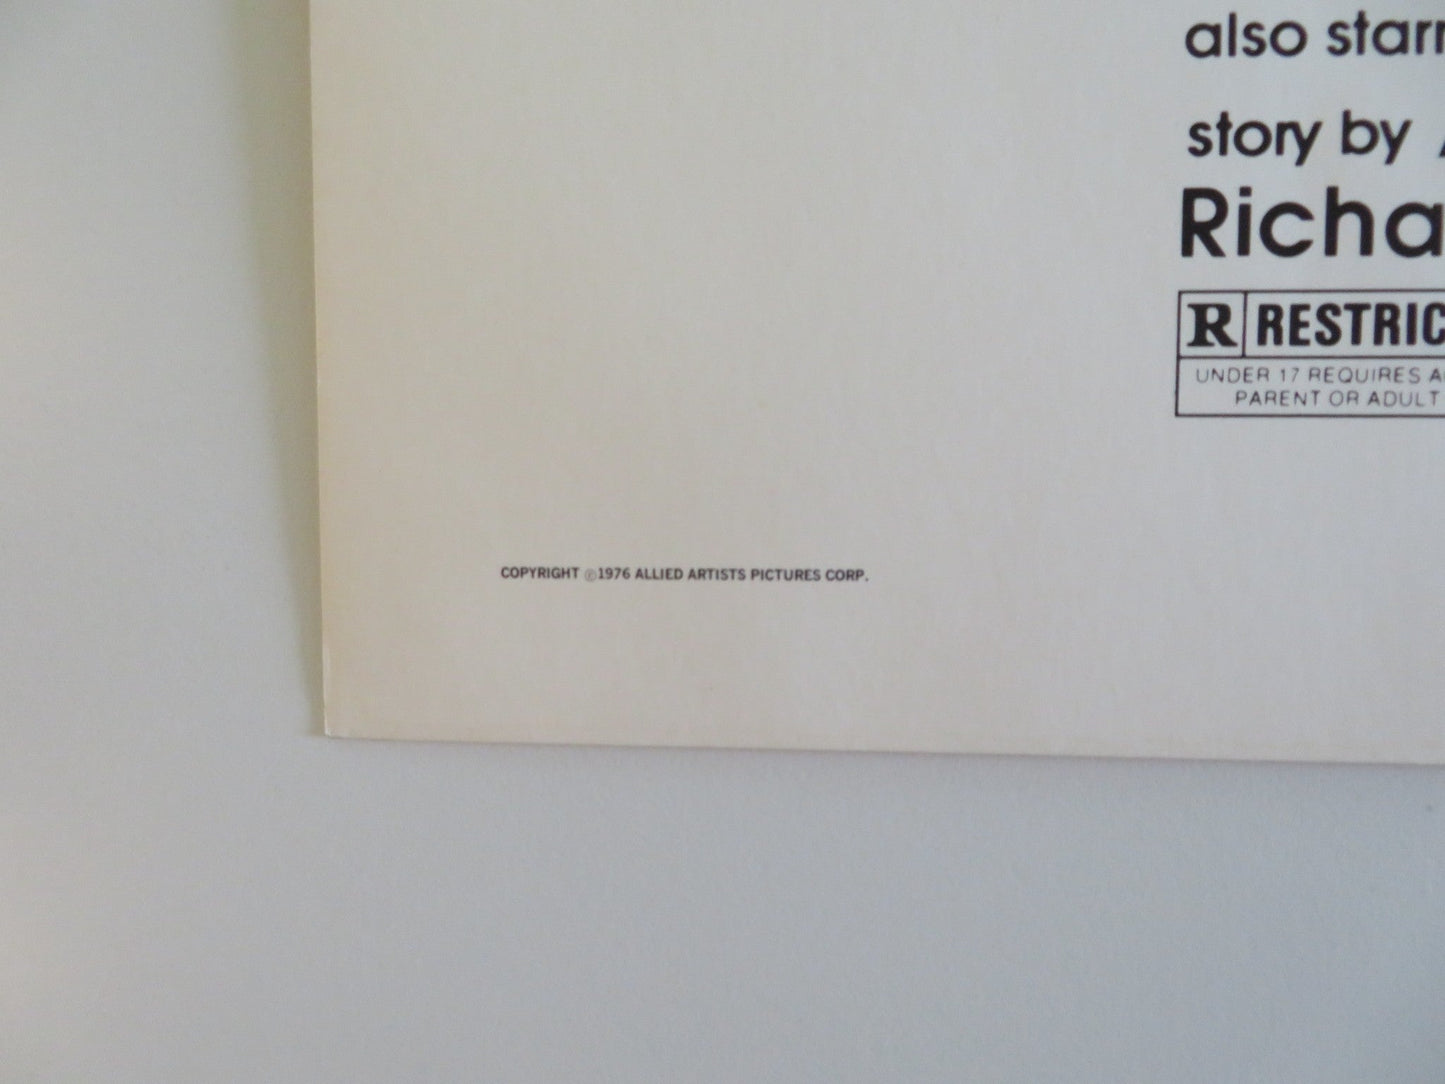 also starr
story by
Richa
R RESTRIC
UNDER 17 REQUIRES A
PARENT OR ADULT
COPYRIGHT ℗1976 ALLIED ARTISTS PICTURES CORP.